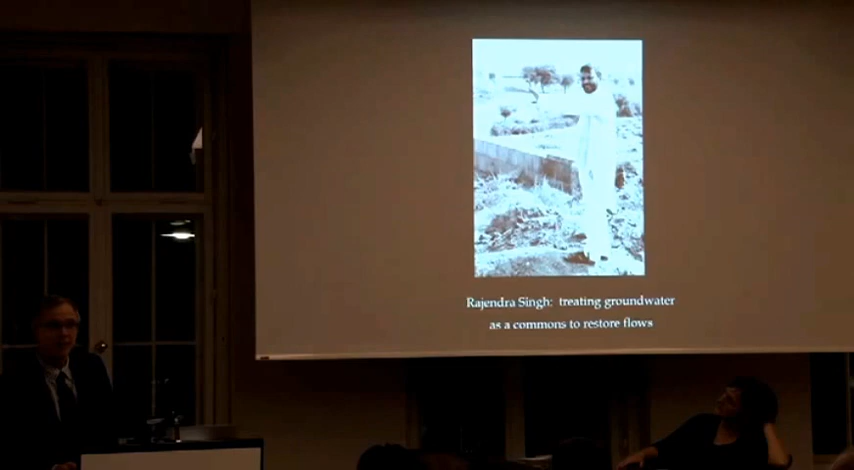 Rajendra Singh: treating groundwater
as a commons to restore flows